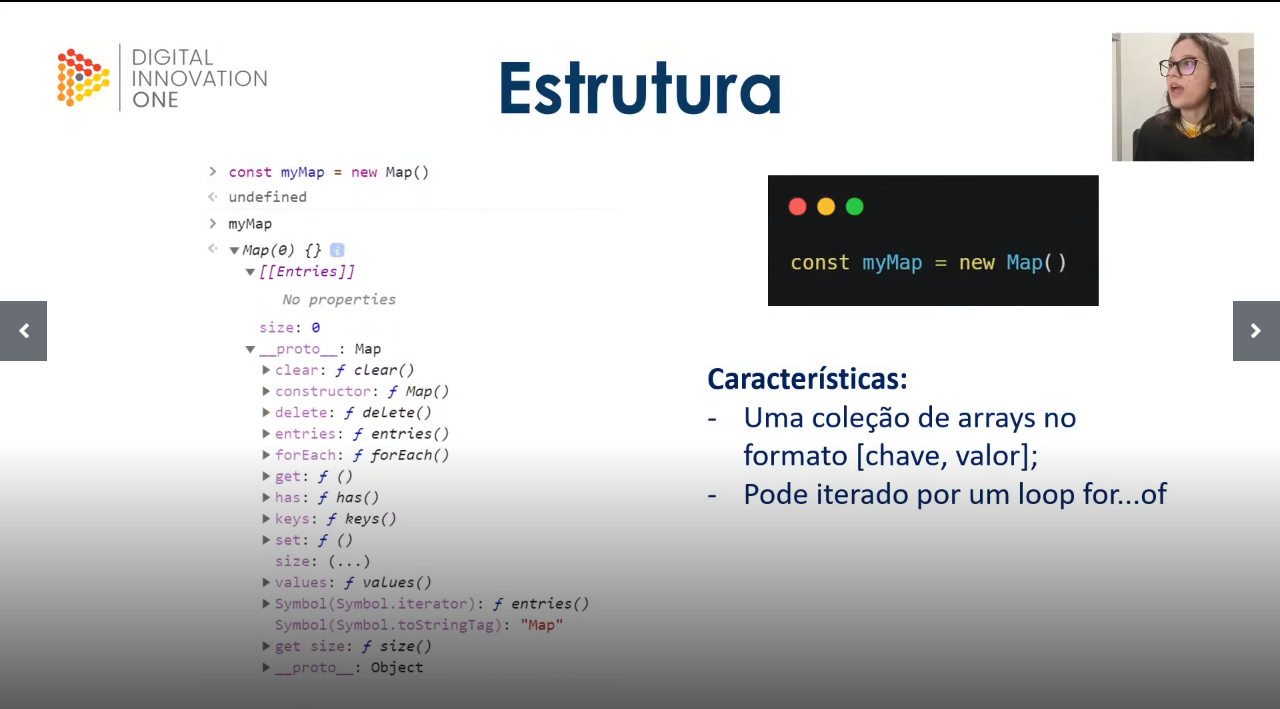 DIGITAL
INNOVATION
ONE
Estrutura
> const myMap = new Map()
< undefined
> myMap
< ▼Map(0) {} i
▼[[Entries]]
No properties
size: 0
▼__proto__: Map
▶clear: ƒ clear()
▶constructor: ƒ Map()
▶delete: ƒ delete()
▶entries: ƒ entries()
▶forEach: ƒ forEach()
▶get: ƒ ()
▶has: ƒ has()
▶keys: ƒ keys()
▶set: ƒ ()
size: (...)
▶values: ƒ values()
▶Symbol(Symbol.iterator): ƒ entries()
Symbol(Symbol.toStringTag): "Map"
▶get size: ƒ size()
▶__proto__: Object
const myMap = new Map()
Características:
- Uma coleção de arrays no
formato [chave, valor];
- Pode iterado por um loop for...of